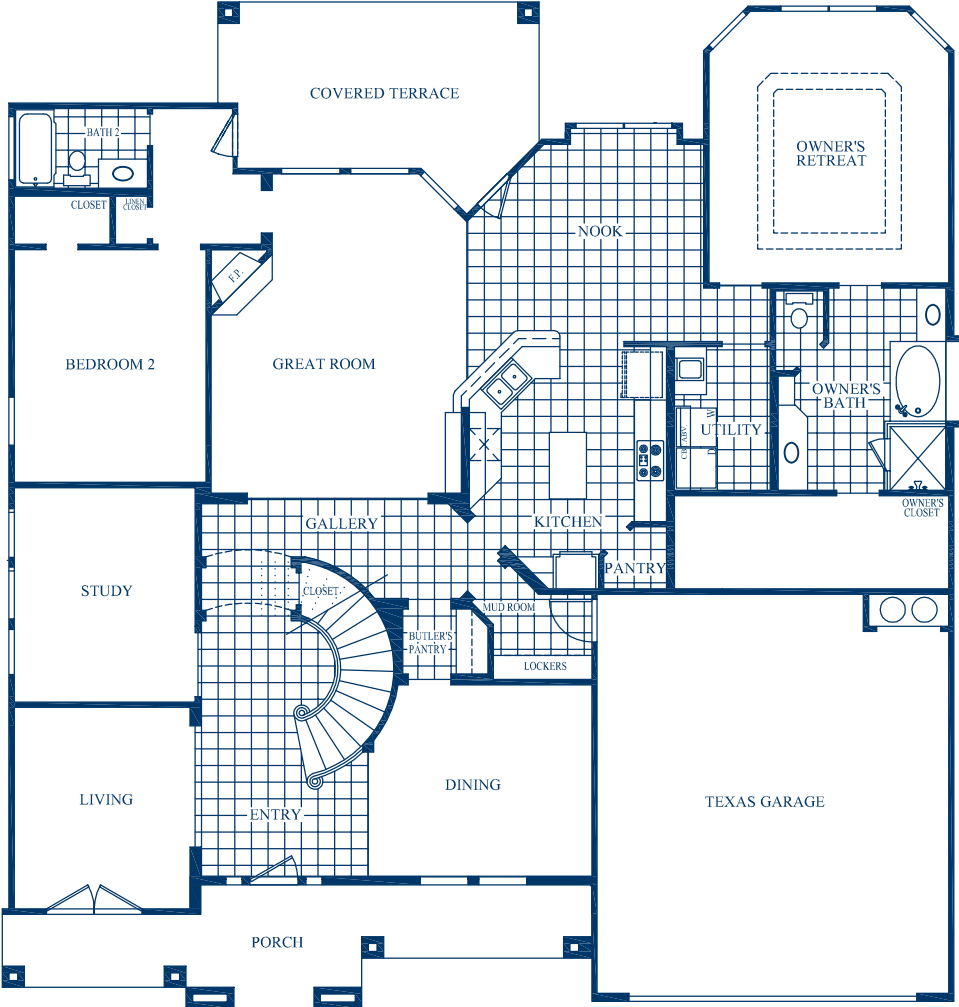 COVERED TERRACE
BATH 2
OWNER'S
RETREAT
CLOSET
LINEN
CLOSET
NOOK
F.P.
BEDROOM 2
GREAT ROOM
OWNER'S
BATH
W
UTILITY
CABV.
D
OWNER'S
CLOSET
GALLERY
KITCHEN
PANTRY
STUDY
CLOSET
MUD ROOM
BUTLER'S
PANTRY
LOCKERS
DINING
LIVING
TEXAS GARAGE
ENTRY
PORCH